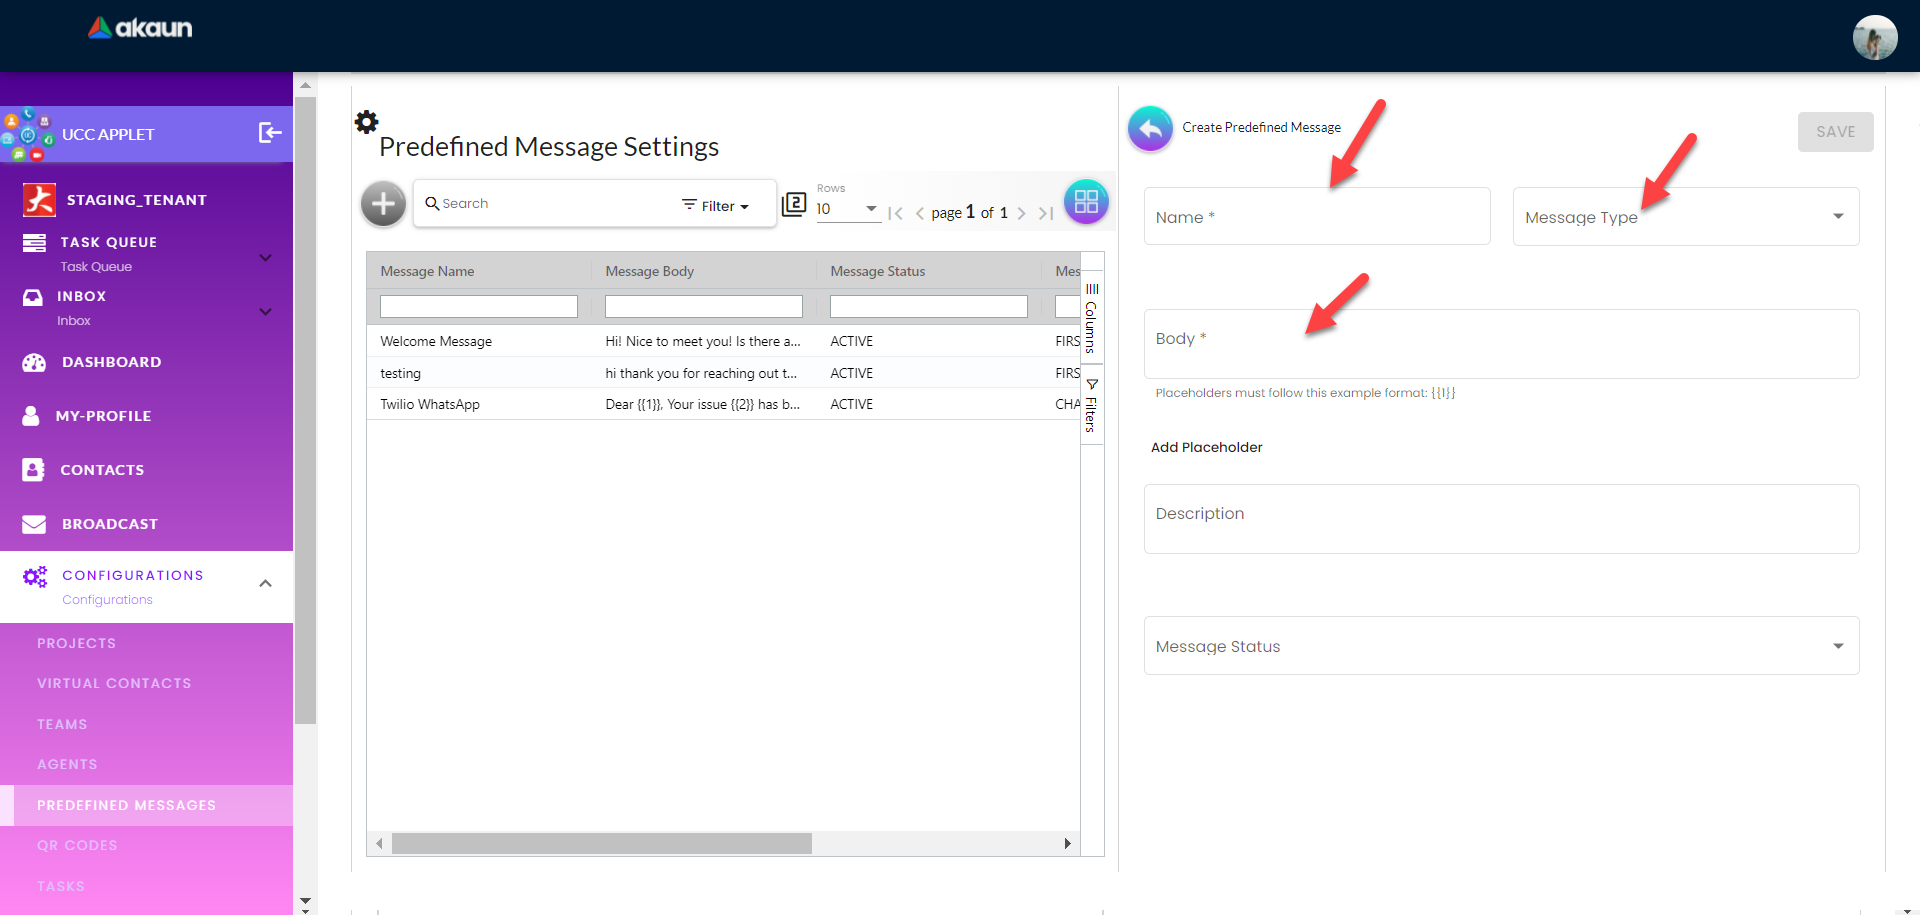 akaun
UCC APPLET
STAGING_TENANT
TASK QUEUE
Task Queue
INBOX
Inbox
DASHBOARD
MY-PROFILE
CONTACTS
BROADCAST
CONFIGURATIONS
Configurations
PROJECTS
VIRTUAL CONTACTS
TEAMS
AGENTS
PREDEFINED MESSAGES
QR CODES
TASKS
Predefined Message Settings
Search
Filter
2
Rows
10
page 1 of 1
Message Name Message Body Message Status Mes
Welcome Message Hi! Nice to meet you! Is there a... ACTIVE FIRS
testing hi thank you for reaching out t... ACTIVE FIRS
Twilio WhatsApp Dear {{1}}, Your issue {{2}} has b... ACTIVE CHA
Columns
Filters
Create Predefined Message
SAVE
Name *
Message Type
Body *
Placeholders must follow this example format: {{1}}
Add Placeholder
Description
Message Status